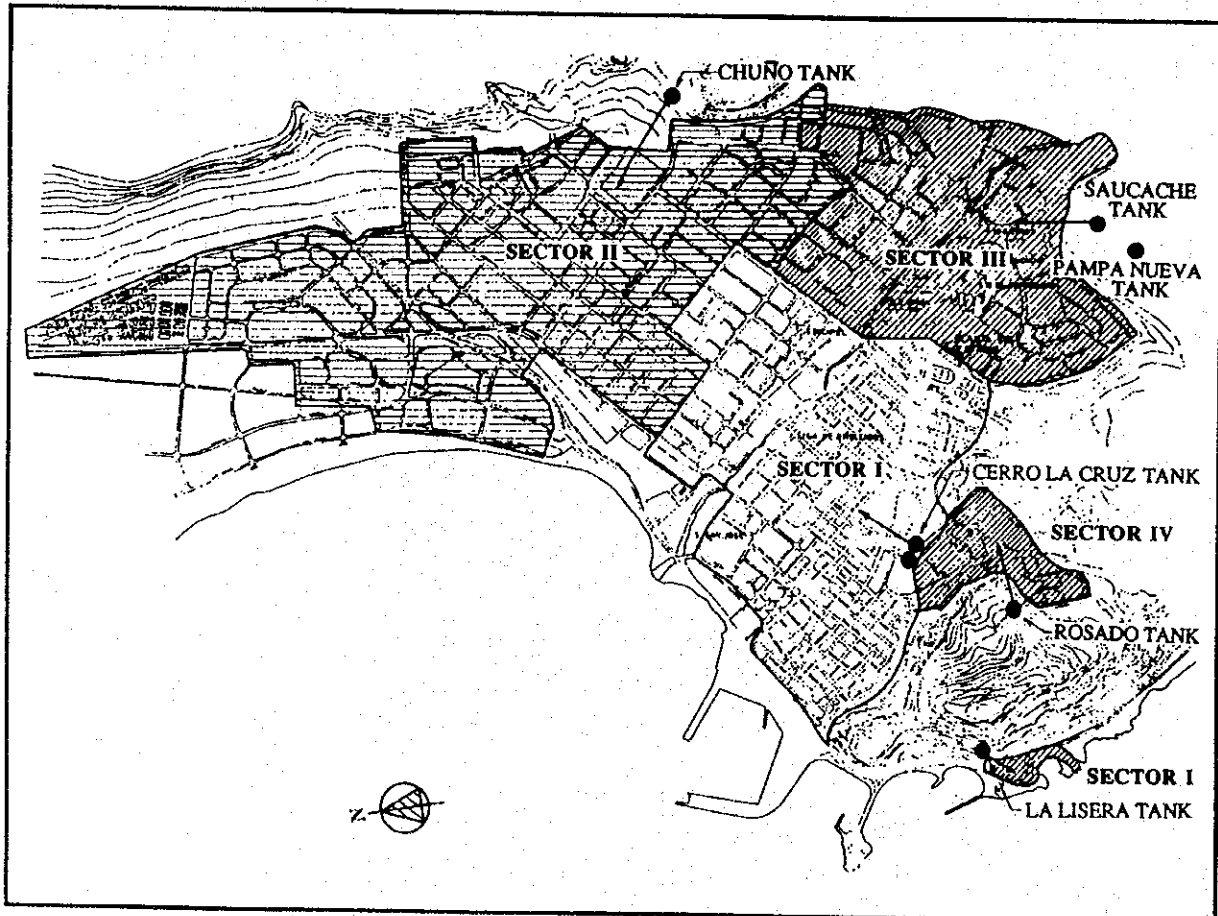 CHUÑO TANK
SAUCACHE
TANK
SECTOR II
SECTOR III
PAMPA NUEVA
TANK
SECTOR I
CERRO LA CRUZ TANK
SECTOR IV
ROSADO TANK
SECTOR I
LA LISERA TANK
N